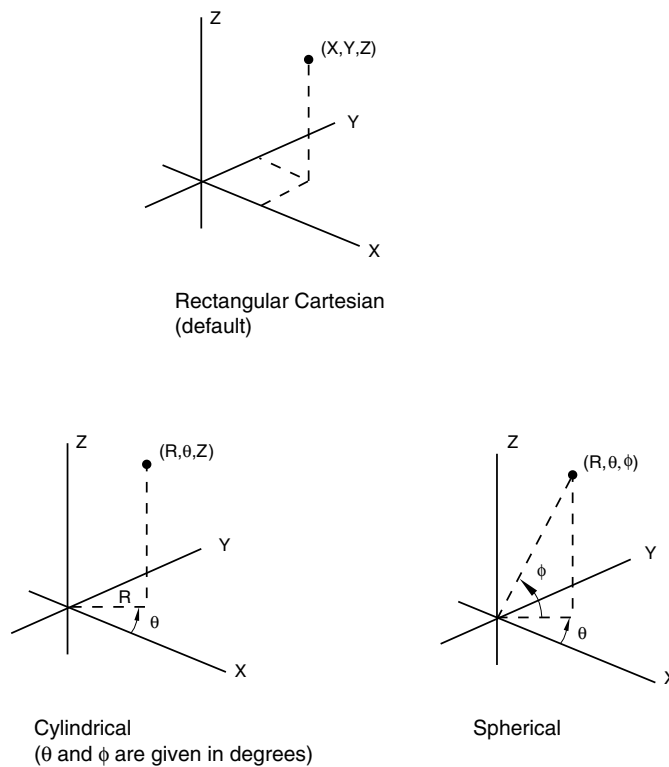 Z
(X,Y,Z)
Y
X
Rectangular Cartesian
(default)
Z
(R,θ,Z)
Y
R
θ
X
Cylindrical
(θ and ϕ are given in degrees)
Z
(R,θ,ϕ)
Y
ϕ
θ
X
Spherical